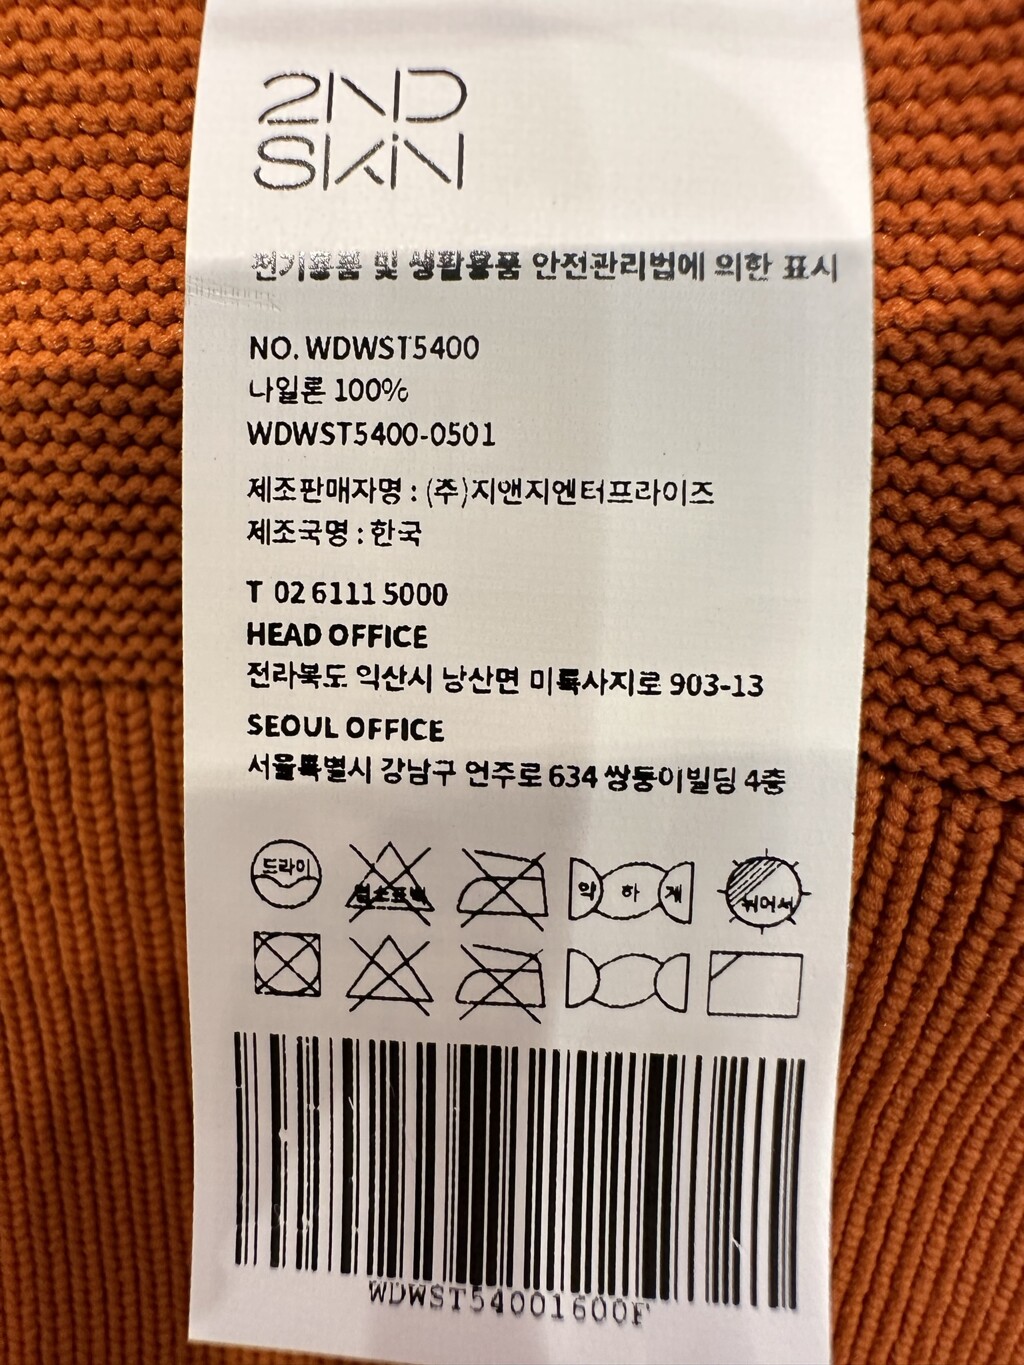 2ND
SKIN
전기용품 및 생활용품 안전관리법에 의한 표시
NO. WDWST5400
나일론 100%
WDWST5400-0501
제조판매자명 : (주)지앤지엔터프라이즈
제조국명 : 한국
T 02 6111 5000
HEAD OFFICE
전라북도 익산시 낭산면 미륵사지로 903-13
SEOUL OFFICE
서울특별시 강남구 언주로 634 쌍둥이빌딩 4층
드라이 염소표백 약 하 게 뉘어서
WDWST54001600F